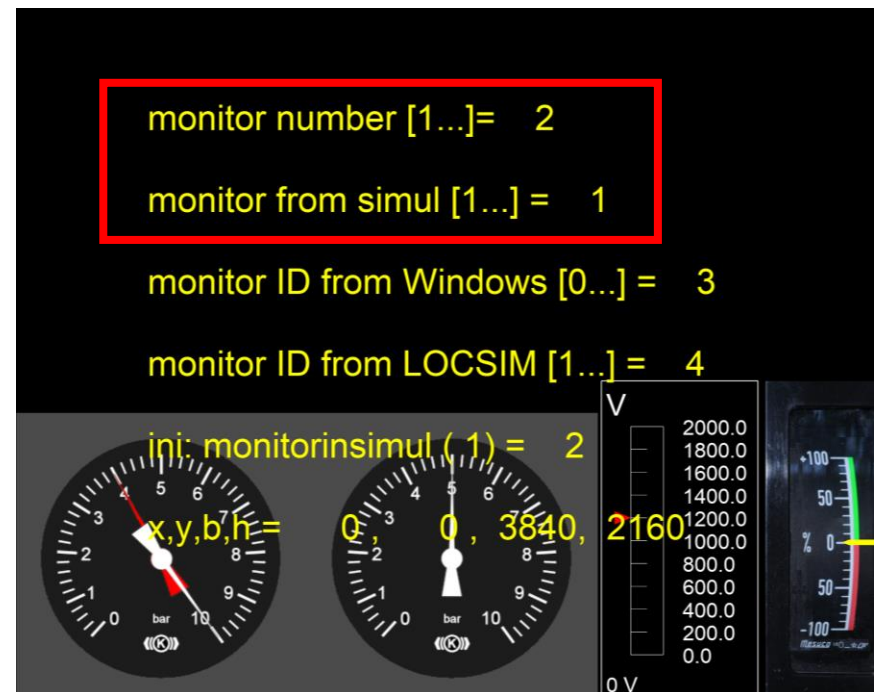 monitor number [1...]= 2
monitor from simul [1...] = 1
monitor ID from Windows [0...] = 3
monitor ID from LOCSIM [1...] = 4
ini: monitorinsimul ( 1) = 2
x,y,b,h = 0 , 0 , 3840, 2160
0 1 2 3 4 5 6 7 8 9 10
bar
(((K)))
0 1 2 3 4 5 6 7 8 9 10
bar
(((K)))
V
2000.0
1800.0
1600.0
1400.0
1200.0
1000.0
800.0
600.0
400.0
200.0
0.0
0 V
+100
50
% 0
50
-100